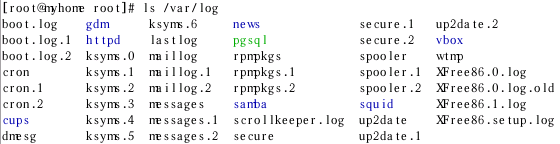 [root@myhome root]# ls /var/log
boot.log gdm ksyms.6 news secure.1 up2date.2
boot.log.1 httpd lastlog pgsql secure.2 vbox
boot.log.2 ksyms.0 maillog rpmpkgs spooler wtmp
cron ksyms.1 maillog.1 rpmpkgs.1 spooler.1 XFree86.0.log
cron.1 ksyms.2 maillog.2 rpmpkgs.2 spooler.2 XFree86.0.log.old
cron.2 ksyms.3 messages samba squid XFree86.1.log
cups ksyms.4 messages.1 scrollkeeper.log up2date XFree86.setup.log
dmesg ksyms.5 messages.2 secure up2date.1